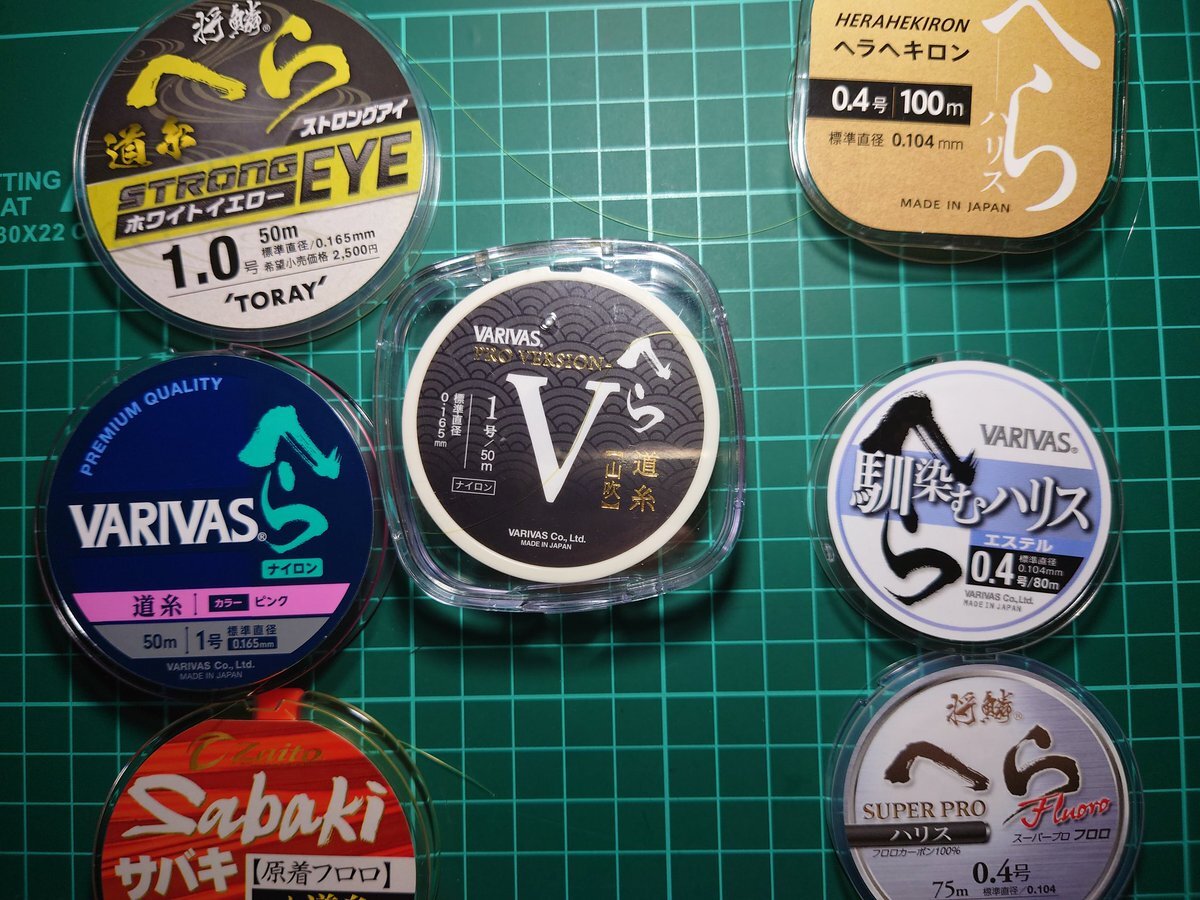 将鱗®
へら
ストロングアイ
道糸
STRONG EYE
ホワイトイエロー
1.0号
50m
標準直径/0.165mm
希望小売価格 2,500円
'TORAY'
HERAHEKIRON
ヘラヘキロン
0.4号 100m
標準直径 0.104mm
へら
ハリス
MADE IN JAPAN
TTING
AT
30X22 C
VARIVAS®
PRO VERSION
V
へら
道糸
【山吹】
1号/50m
標準直径
0.165mm
ナイロン
VARIVAS Co., Ltd.
MADE IN JAPAN
PREMIUM QUALITY
へら
VARIVAS®
ナイロン
道糸 カラー ピンク
50m 1号 標準直径
0.165mm
VARIVAS Co., Ltd.
MADE IN JAPAN
へら
VARIVAS®
馴染むハリス
エステル
0.4号/80m
標準直径
0.104mm
VARIVAS Co., Ltd.
MADE IN JAPAN
Zaito
Sabaki
サバキ
【原着フロロ】
道糸
将鱗®
へら
SUPER PRO
Fluoro
ハリス
スーパープロ フロロ
フロロカーボン100%
0.4号
75m 標準直径/0.104